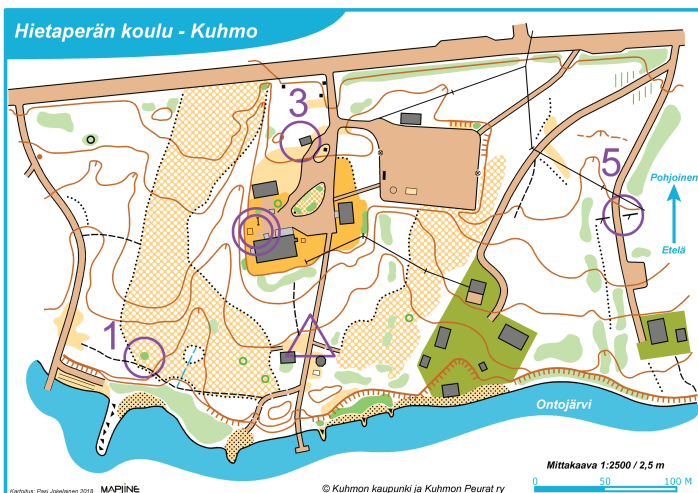 Hietaperän koulu - Kuhmo
3
5
Pohjoinen
Etelä
1
Ontojärvi
Mittakaava 1:2500 / 2,5 m
0 50 100 M
Kartoitus: Pasi Jokelainen 2018 MAPIINE
© Kuhmon kaupunki ja Kuhmon Peurat ry